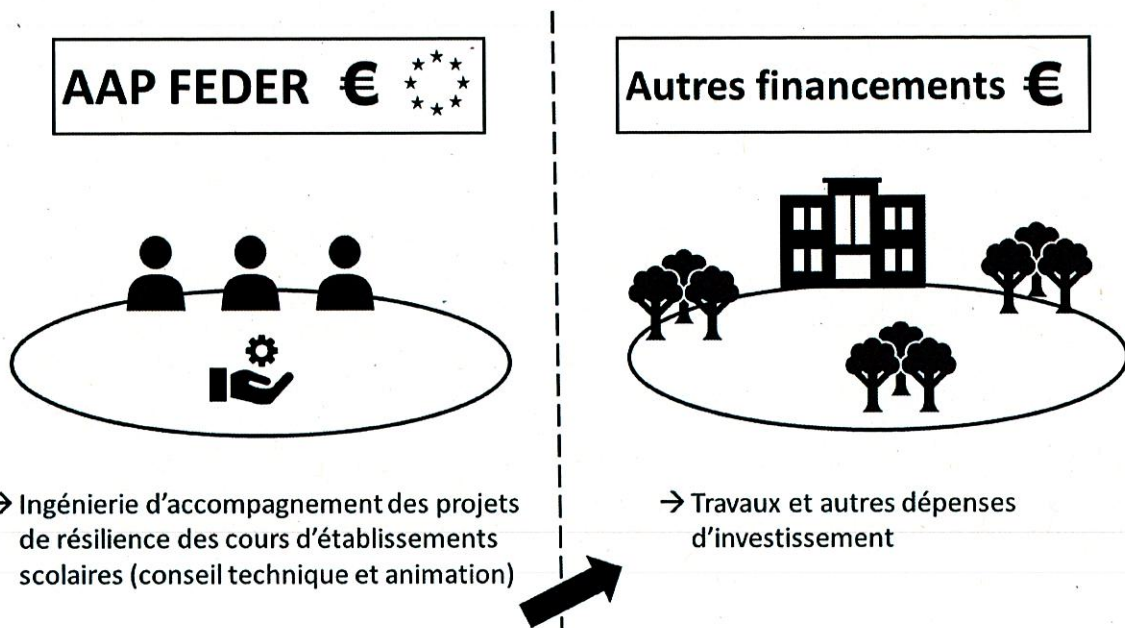 AAP FEDER €
Autres financements €
→ Ingénierie d'accompagnement des projets
de résilience des cours d'établissements
scolaires (conseil technique et animation)
→ Travaux et autres dépenses
d'investissement